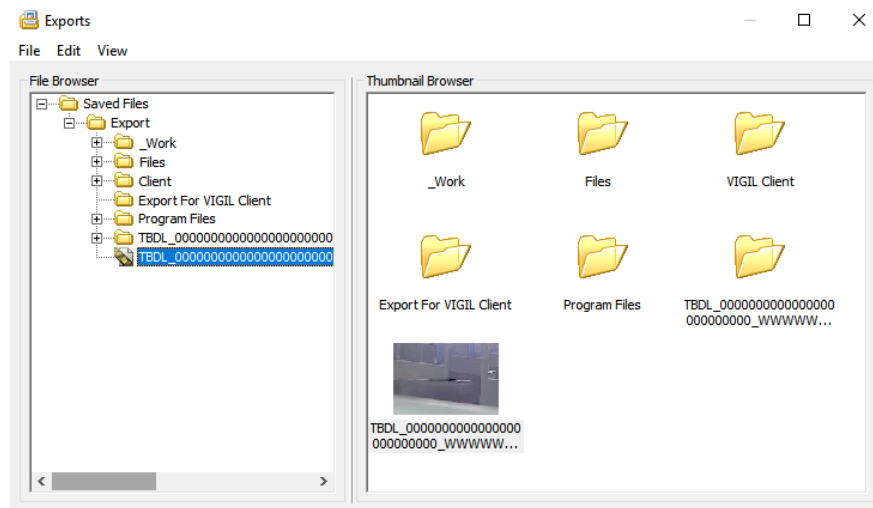 Exports
File Edit View
File Browser
Saved Files
Export
_Work
Files
Client
Export For VIGIL Client
Program Files
TBDL_0000000000000000000000
TBDL_0000000000000000000000
Thumbnail Browser
_Work
Files
VIGIL Client
Export For VIGIL Client
Program Files
TBDL_0000000000000000
000000000_WWWWW...
TBDL_0000000000000000
000000000_WWWWW...